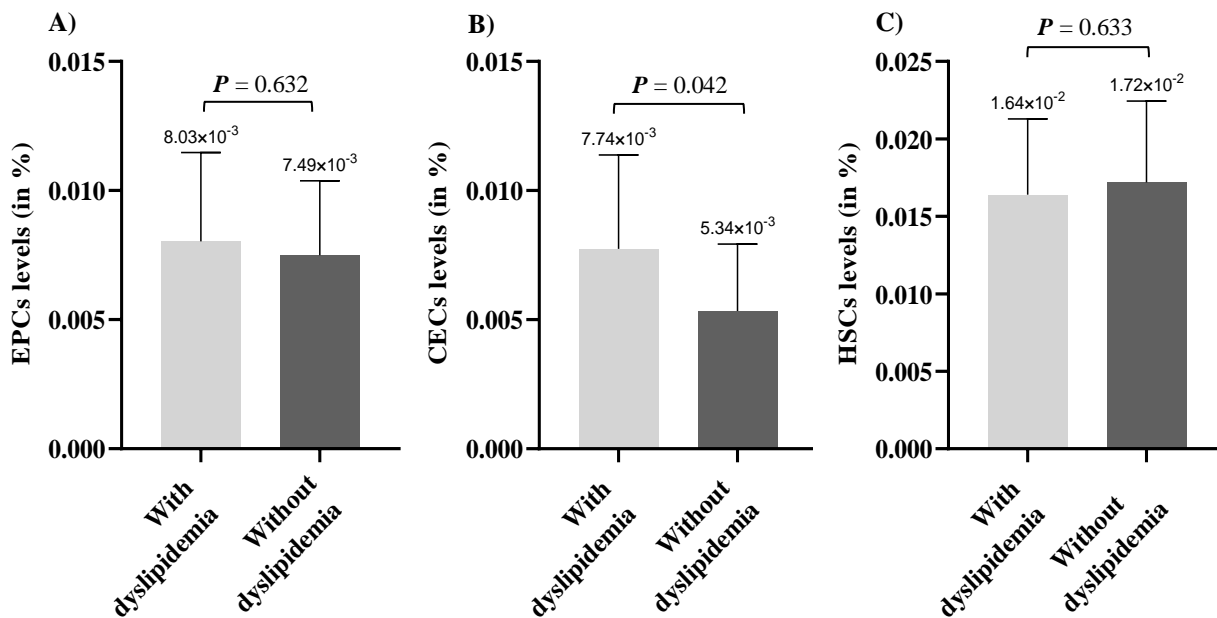 A)
P = 0.632
EPCs levels (in %)
0.015
0.010
0.005
0.000
8.03×10⁻³
7.49×10⁻³
With
dyslipidemia
Without
dyslipidemia
B)
P = 0.042
CECs levels (in %)
0.015
0.010
0.005
0.000
7.74×10⁻³
5.34×10⁻³
With
dyslipidemia
Without
dyslipidemia
C)
P = 0.633
HSCs levels (in %)
0.025
0.020
0.015
0.010
0.005
0.000
1.64×10⁻²
1.72×10⁻²
With
dyslipidemia
Without
dyslipidemia